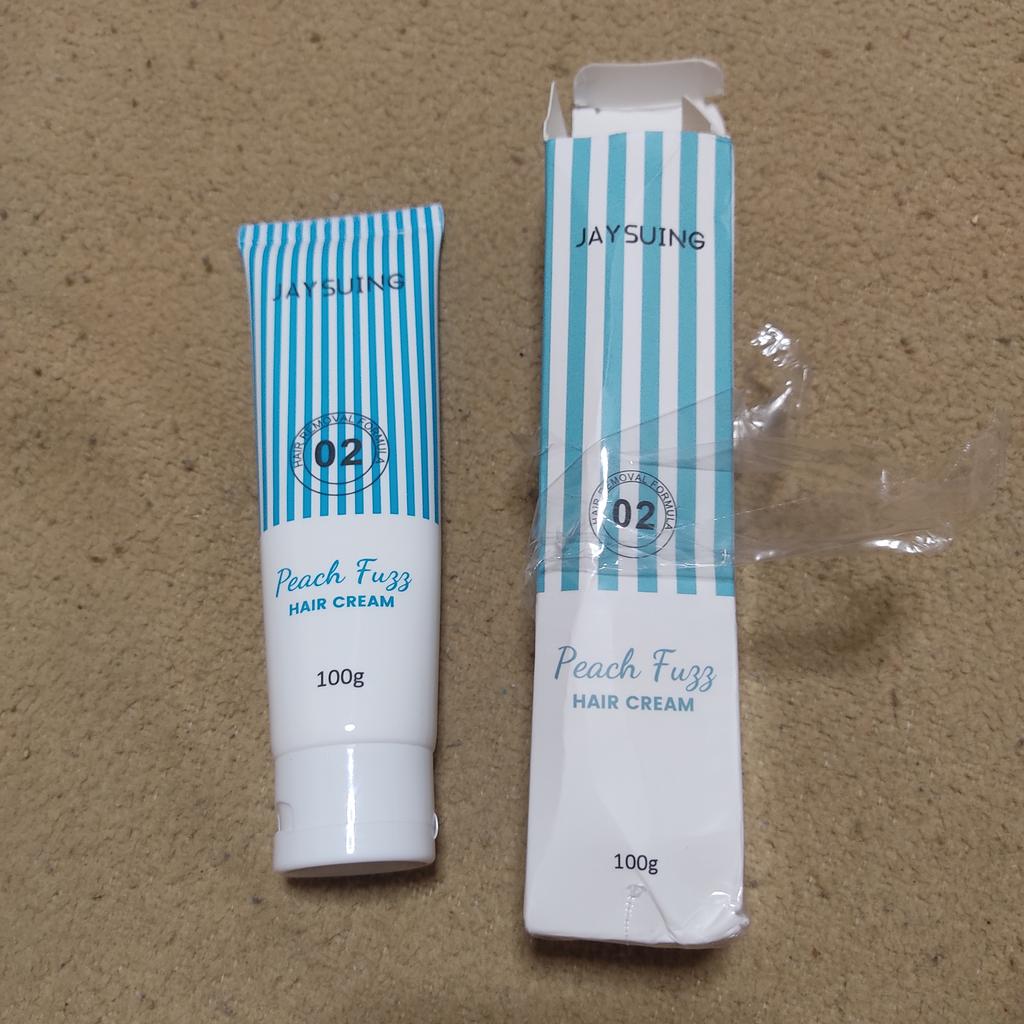 JAYSUING
HAIR REMOVAL FORMULA
02
Peach Fuzz
HAIR CREAM
100g
JAYSUING
HAIR REMOVAL FORMULA
02
Peach Fuzz
HAIR CREAM
100g